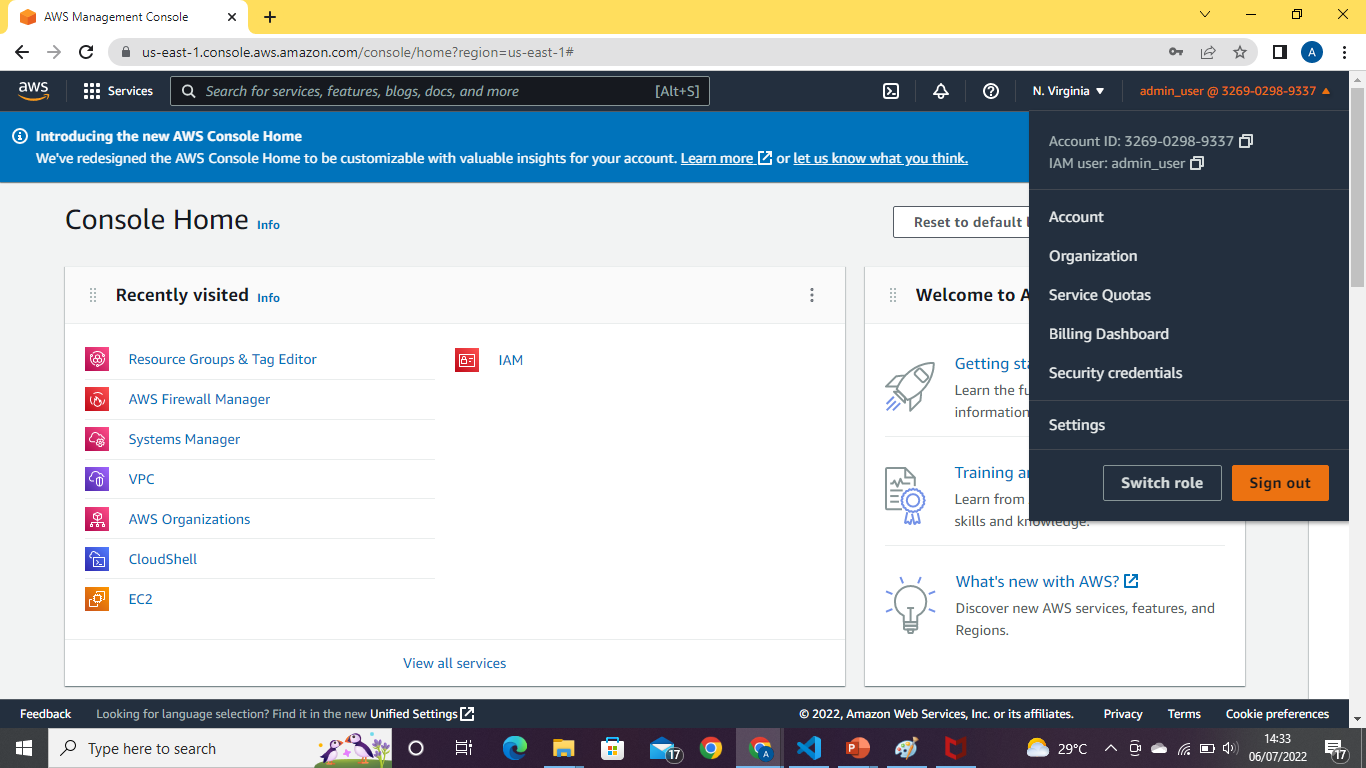 AWS Management Console
us-east-1.console.aws.amazon.com/console/home?region=us-east-1#
A
aws
Services
Search for services, features, blogs, docs, and more [Alt+S]
N. Virginia
admin_user @ 3269-0298-9337
Introducing the new AWS Console Home
We've redesigned the AWS Console Home to be customizable with valuable insights for your account. Learn more or let us know what you think.
Account ID: 3269-0298-9337
IAM user: admin_user
Account
Organization
Service Quotas
Billing Dashboard
Security credentials
Settings
Switch role
Sign out
Console Home Info
Reset to default
Recently visited Info
Resource Groups & Tag Editor
AWS Firewall Manager
Systems Manager
VPC
AWS Organizations
CloudShell
EC2
IAM
View all services
Welcome to A
Getting sta
Learn the fu
information
Training an
Learn from
skills and knowledge.
What's new with AWS?
Discover new AWS services, features, and
Regions.
Feedback
Looking for language selection? Find it in the new Unified Settings
© 2022, Amazon Web Services, Inc. or its affiliates.
Privacy
Terms
Cookie preferences
Type here to search
17
A
29°C
14:33
06/07/2022
17